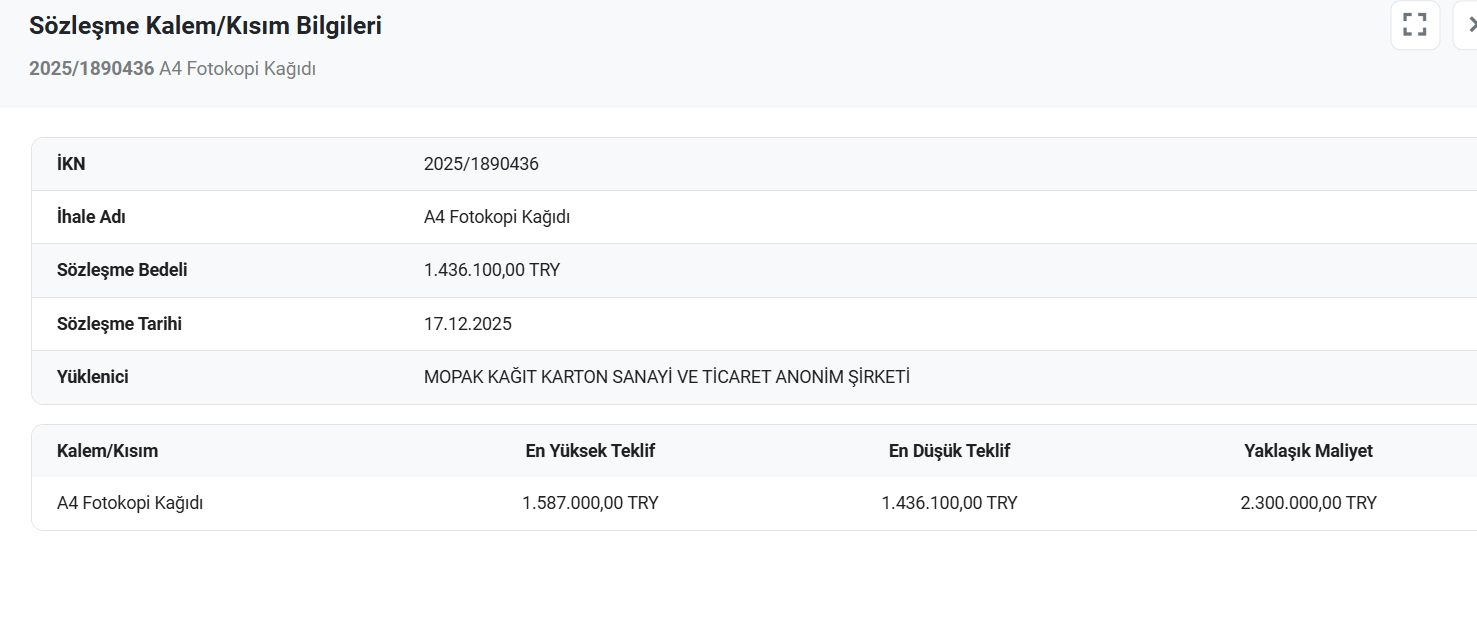 Sözleşme Kalem/Kısım Bilgileri
2025/1890436 A4 Fotokopi Kağıdı
İKN 2025/1890436
İhale Adı A4 Fotokopi Kağıdı
Sözleşme Bedeli 1.436.100,00 TRY
Sözleşme Tarihi 17.12.2025
Yüklenici MOPAK KAĞIT KARTON SANAYİ VE TİCARET ANONİM ŞİRKETİ
Kalem/Kısım En Yüksek Teklif En Düşük Teklif Yaklaşık Maliyet
A4 Fotokopi Kağıdı 1.587.000,00 TRY 1.436.100,00 TRY 2.300.000,00 TRY